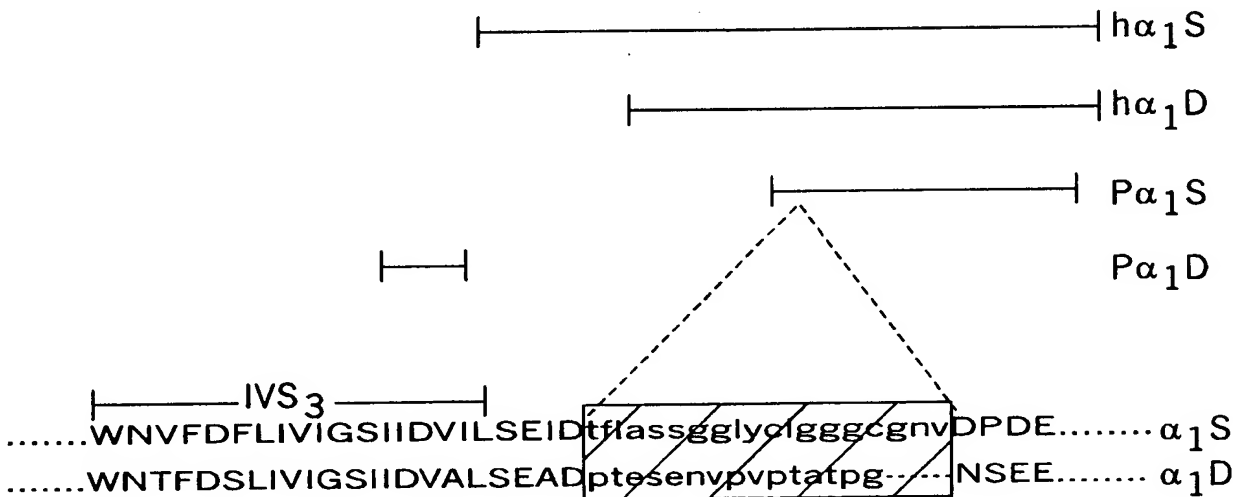 hα₁S
hα₁D
Pα₁S
Pα₁D
IVS₃
.......WNVFDFLIVIGSIIDVILSEIDtflassgglyclgggcgnvDPDE........ α₁S
.......WNTFDSLIVIGSIIDVALSEADptesenvpvptatpg-----NSEE........ α₁D